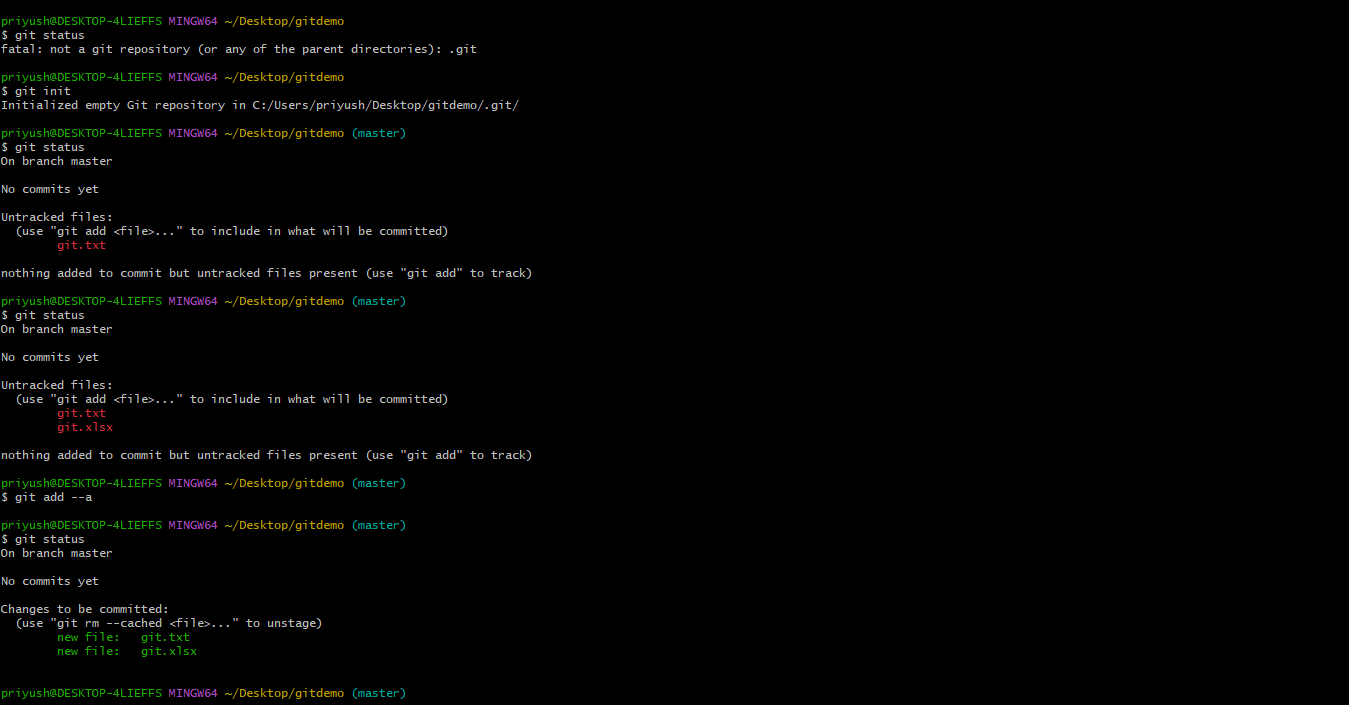 priyush@DESKTOP-4LIEFFS MINGW64 ~/Desktop/gitdemo
$ git status
fatal: not a git repository (or any of the parent directories): .git
priyush@DESKTOP-4LIEFFS MINGW64 ~/Desktop/gitdemo
$ git init
Initialized empty Git repository in C:/Users/priyush/Desktop/gitdemo/.git/
priyush@DESKTOP-4LIEFFS MINGW64 ~/Desktop/gitdemo (master)
$ git status
On branch master
No commits yet
Untracked files:
  (use "git add <file>..." to include in what will be committed)
        git.txt
nothing added to commit but untracked files present (use "git add" to track)
priyush@DESKTOP-4LIEFFS MINGW64 ~/Desktop/gitdemo (master)
$ git status
On branch master
No commits yet
Untracked files:
  (use "git add <file>..." to include in what will be committed)
        git.txt
        git.xlsx
nothing added to commit but untracked files present (use "git add" to track)
priyush@DESKTOP-4LIEFFS MINGW64 ~/Desktop/gitdemo (master)
$ git add --a
priyush@DESKTOP-4LIEFFS MINGW64 ~/Desktop/gitdemo (master)
$ git status
On branch master
No commits yet
Changes to be committed:
  (use "git rm --cached <file>..." to unstage)
        new file:   git.txt
        new file:   git.xlsx
priyush@DESKTOP-4LIEFFS MINGW64 ~/Desktop/gitdemo (master)